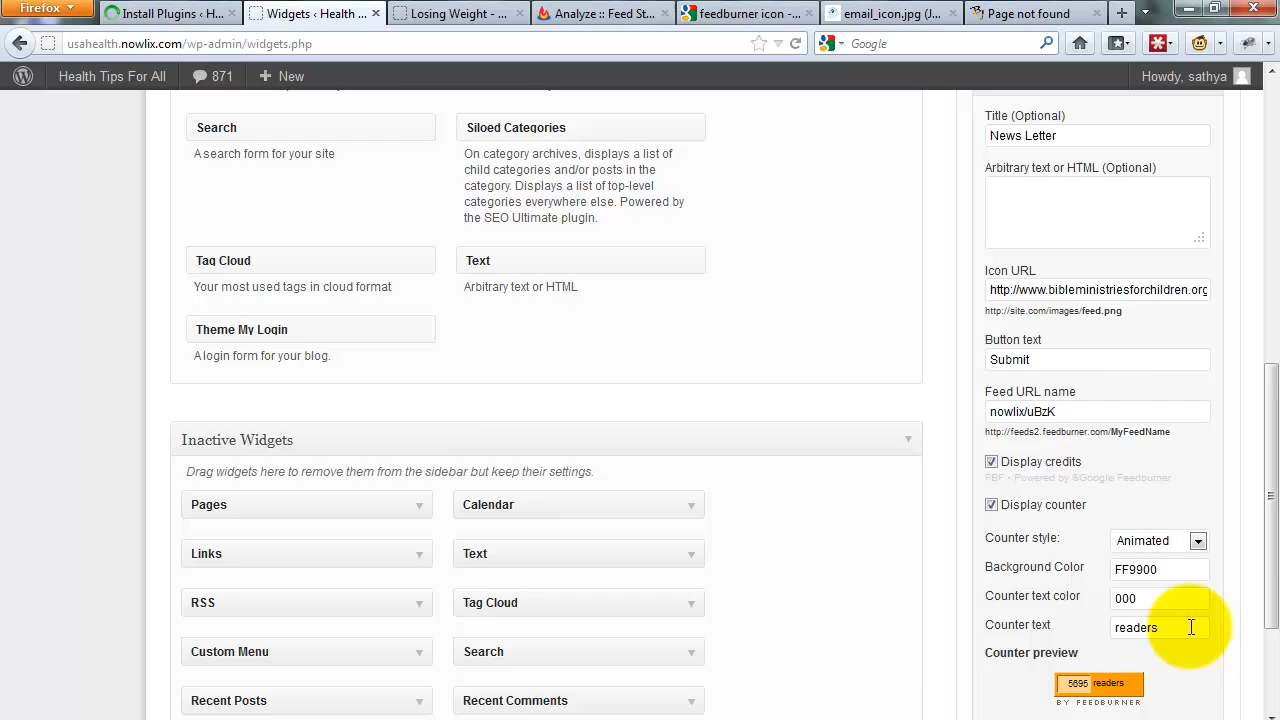 Firefox
Install Plugins ‹ H...
Widgets ‹ Health ...
Losing Weight - ...
Analyze :: Feed St...
feedburner icon - ...
email_icon.jpg (J...
Page not found
usahealth.nowlix.com/wp-admin/widgets.php
Google
Health Tips For All
871
New
Howdy, sathya
Search
A search form for your site
Siloed Categories
On category archives, displays a list of
child categories and/or posts in the
category. Displays a list of top-level
categories everywhere else. Powered by
the SEO Ultimate plugin.
Tag Cloud
Your most used tags in cloud format
Text
Arbitrary text or HTML
Theme My Login
A login form for your blog.
Inactive Widgets
Drag widgets here to remove them from the sidebar but keep their settings.
Pages
Calendar
Links
Text
RSS
Tag Cloud
Custom Menu
Search
Recent Posts
Recent Comments
Title (Optional)
News Letter
Arbitrary text or HTML (Optional)
Icon URL
http://www.bibleministriesforchildren.org
http://site.com/images/feed.png
Button text
Submit
Feed URL name
nowlix/uBzK
http://feeds2.feedburner.com/MyFeedName
Display credits
FBF - Powered by @Google Feedburner
Display counter
Counter style:
Animated
Background Color
FF9900
Counter text color
000
Counter text
readers
Counter preview
5695 readers
BY FEEDBURNER